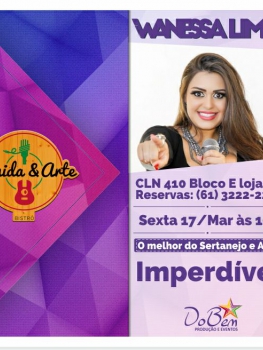 WANESSA LIM
ida & Arte
BISTRÔ
CLN 410 Bloco E loja
Reservas: (61) 3222-22
Sexta 17/Mar às 1
O melhor do Sertanejo e A
Imperdíve
DoBem
PRODUÇÃO E EVENTOS